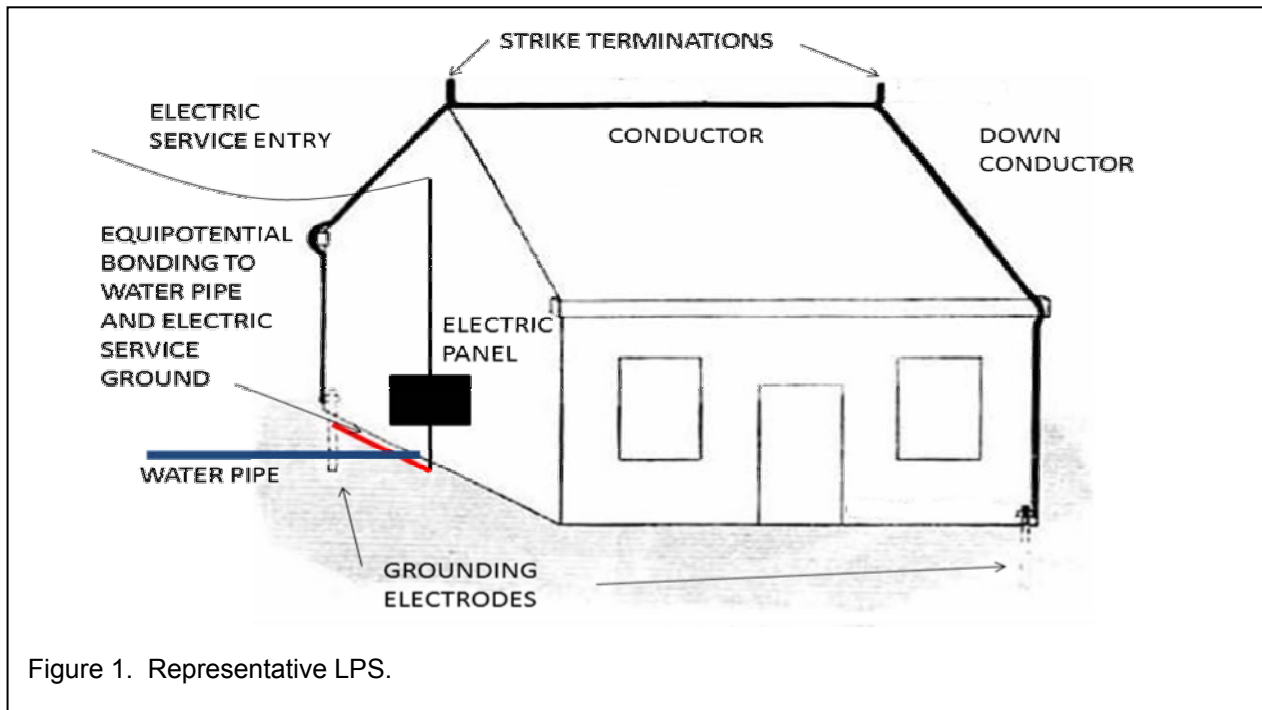 STRIKE TERMINATIONS
ELECTRIC
SERVICE ENTRY
CONDUCTOR
DOWN
CONDUCTOR
EQUIPOTENTIAL
BONDING TO
WATER PIPE
AND ELECTRIC
SERVICE
GROUND
ELECTRIC
PANEL
WATER PIPE
GROUNDING
ELECTRODES
Figure 1. Representative LPS.